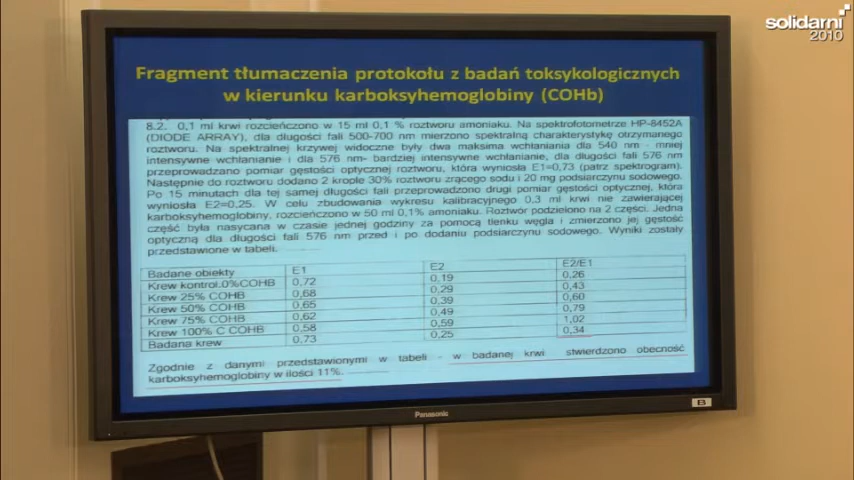 solidarni
2010
Fragment tłumaczenia protokołu z badań toksykologicznych
w kierunku karboksyhemoglobiny (COHb)
8.2. 0,1 ml krwi rozcieńczono w 15 ml 0,1 % roztworu amoniaku. Na spektrofotometrze HP-8452A
(DIODE ARRAY), dla długości fali 500-700 nm mierzono spektralną charakterystykę otrzymanego
roztworu. Na spektralnej krzywej widoczne były dwa maksima wchłaniania dla 540 nm - mniej
intensywne wchłanianie i dla 576 nm- bardziej intensywne wchłanianie, dla długości fali 576 nm
przeprowadzano pomiar gęstości optycznej roztworu, która wyniosła E1=0,73 (patrz spektrogram).
Następnie do roztworu dodano 2 krople 30% roztworu żrącego sodu i 20 mg podsiarczynu sodowego.
Po 15 minutach dla tej samej długości fali przeprowadzono drugi pomiar gęstości optycznej, która
wyniosła E2=0,25. W celu zbudowania wykresu kalibracyjnego 0,3 ml krwi nie zawierającej
karboksyhemoglobiny, rozcieńczono w 50 ml 0,1% amoniaku. Roztwór podzielono na 2 części. Jedna
część była nasycana w czasie jednej godziny za pomocą tlenku węgla i zmierzono jej gęstość
optyczną dla długości fali 576 nm przed i po dodaniu podsiarczynu sodowego. Wyniki zostały
przedstawione w tabeli.
Badane obiekty E1 E2 E2/E1
Krew kontrol.0%COHB 0,72 0,19 0,26
Krew 25% COHB 0,68 0,29 0,43
Krew 50% COHB 0,65 0,39 0,60
Krew 75% COHB 0,62 0,49 0,79
Krew 100% C COHB 0,58 0,59 1,02
Badana krew 0,73 0,25 0,34
Zgodnie z danymi przedstawionymi w tabeli - w badanej krwi stwierdzono obecność
karboksyhemoglobiny w ilości 11%.
Panasonic
B